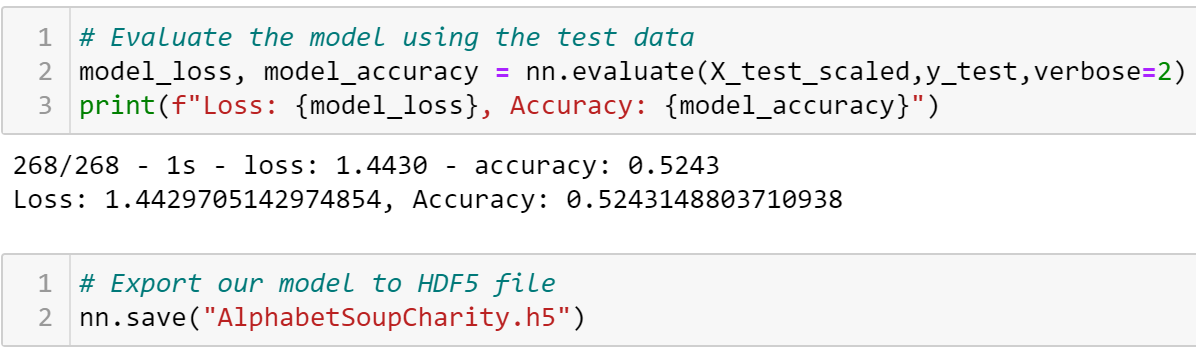 1 # Evaluate the model using the test data
2 model_loss, model_accuracy = nn.evaluate(X_test_scaled,y_test,verbose=2)
3 print(f"Loss: {model_loss}, Accuracy: {model_accuracy}")
268/268 - 1s - loss: 1.4430 - accuracy: 0.5243
Loss: 1.4429705142974854, Accuracy: 0.5243148803710938
1 # Export our model to HDF5 file
2 nn.save("AlphabetSoupCharity.h5")